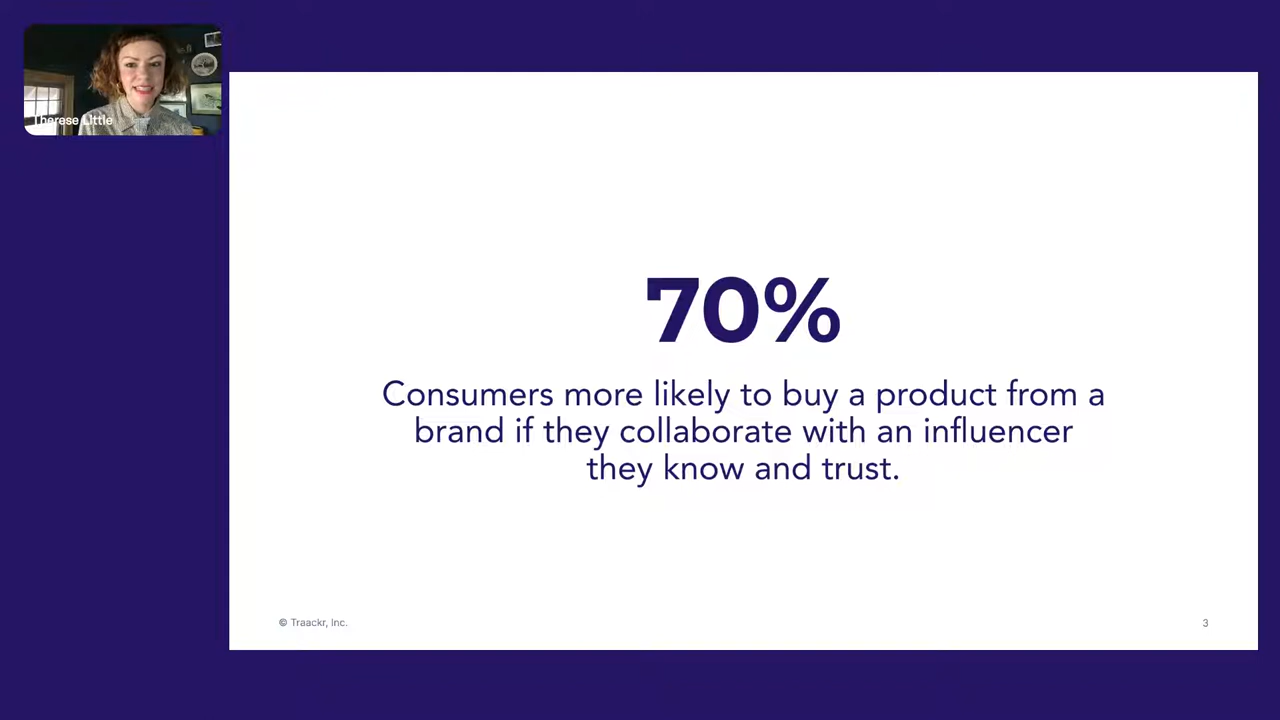 Therese Little
70%
Consumers more likely to buy a product from a
brand if they collaborate with an influencer
they know and trust.
© Traackr, Inc.
3